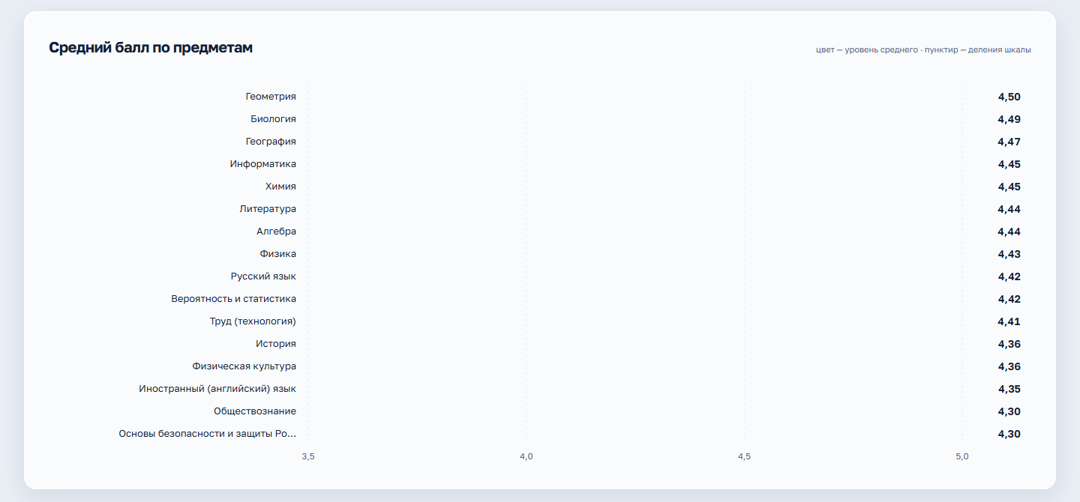 Средний балл по предметам
цвет — уровень среднего · пунктир — деления шкалы
Геометрия 4,50
Биология 4,49
География 4,47
Информатика 4,45
Химия 4,45
Литература 4,44
Алгебра 4,44
Физика 4,43
Русский язык 4,42
Вероятность и статистика 4,42
Труд (технология) 4,41
История 4,36
Физическая культура 4,36
Иностранный (английский) язык 4,35
Обществознание 4,30
Основы безопасности и защиты Ро... 4,30
3,5 4,0 4,5 5,0